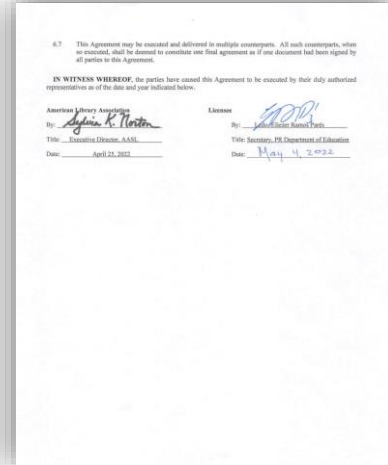 6.7 This Agreement may be executed and delivered in multiple counterparts. All such counterparts, when
so executed, shall be deemed to constitute one final agreement as if one document had been signed by
all parties to this Agreement.
IN WITNESS WHEREOF, the parties have caused this Agreement to be executed by their duly authorized
representatives as of the date and year indicated below.
American Library Association
By: Sylvia K. Norton
Title: Executive Director, AASL
Date: April 25, 2022
Licensee
By: Eliezer Ramos Parés
Title: Secretary, PR Department of Education
Date: May 4, 2022